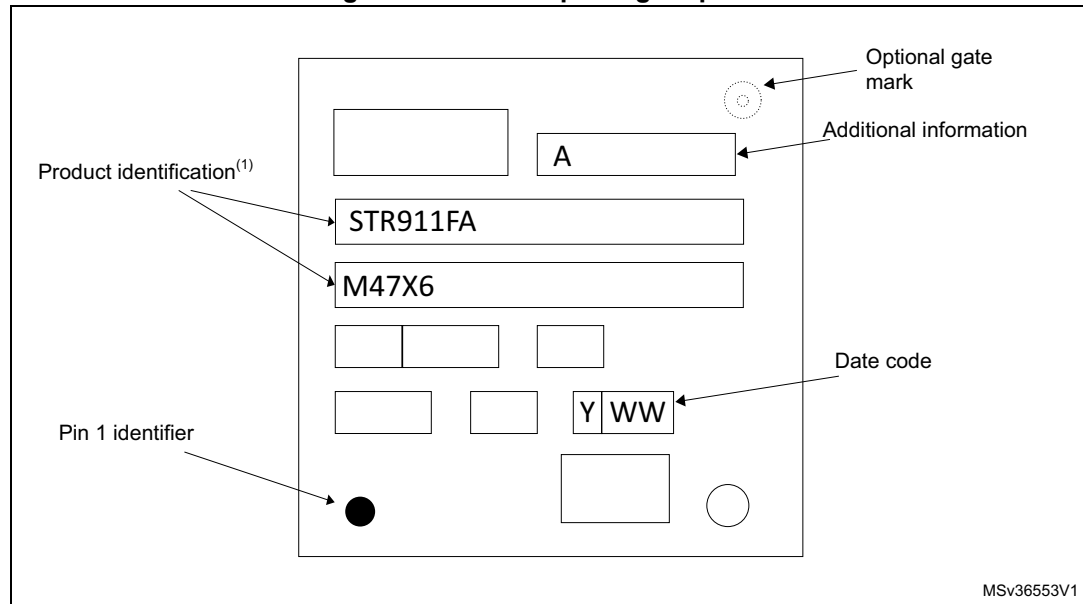 Optional gate
mark
Additional information
A
Product identification(1)
STR911FA
M47X6
Date code
Y WW
Pin 1 identifier
MSv36553V1